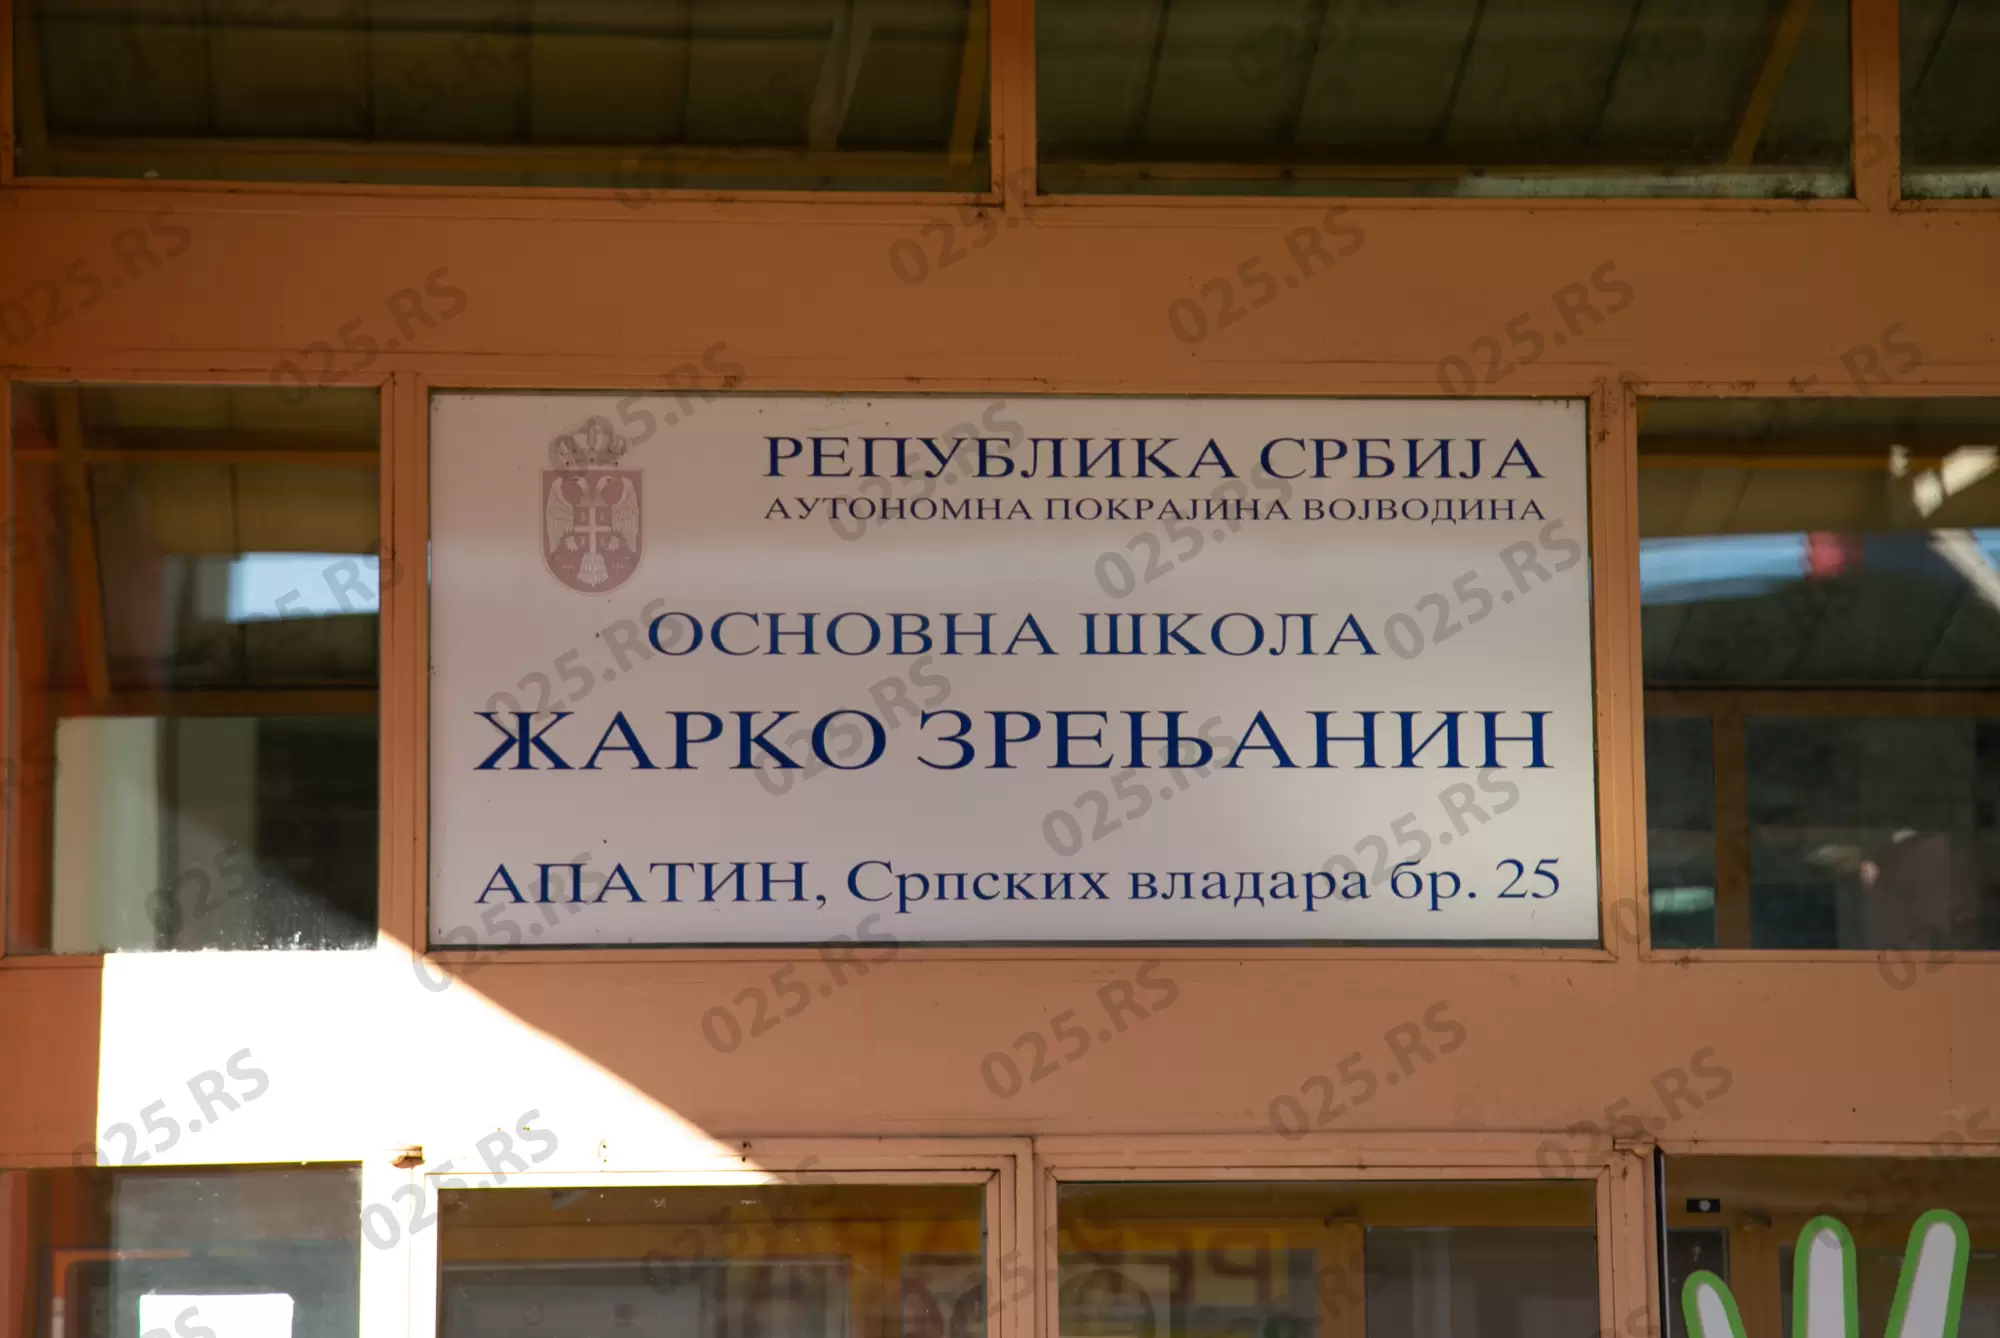 РЕПУБЛИКА СРБИЈА
АУТОНОМНА ПОКРАЈИНА ВОЈВОДИНА
ОСНОВНА ШКОЛА
ЖАРКО ЗРЕЊАНИН
АПАТИН, Српских владара бр. 25
025.RS